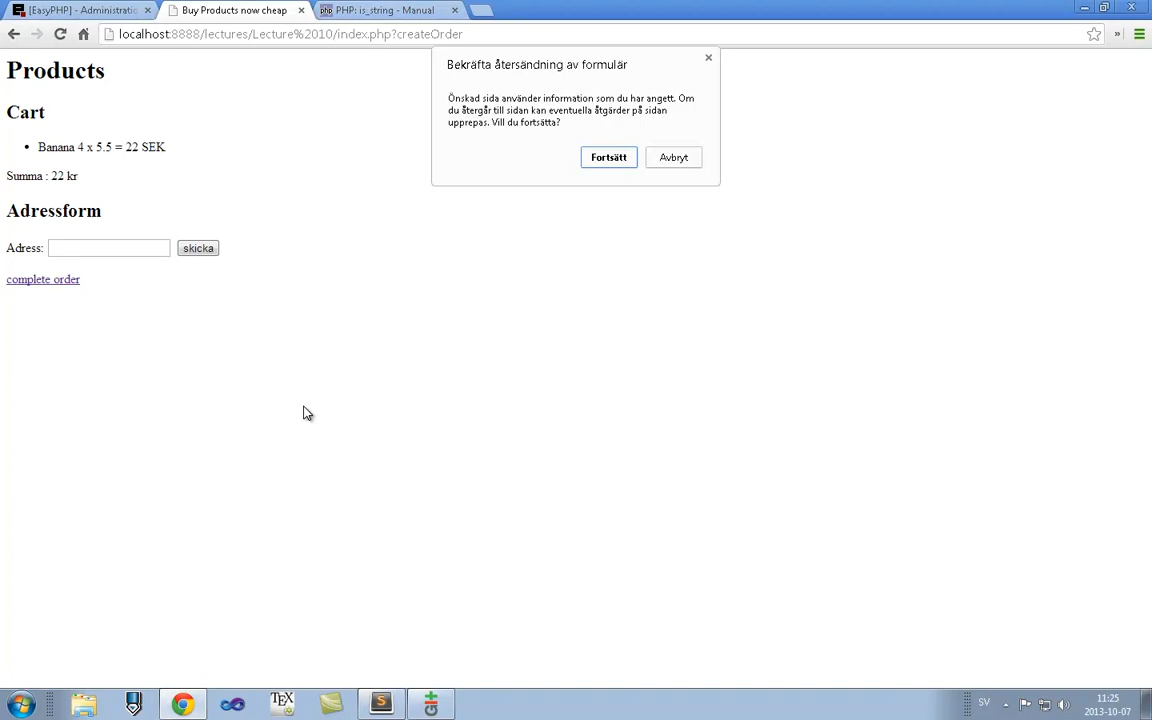 [EasyPHP] - Administratio
Buy Products now cheap
PHP: is_string - Manual
localhost:8888/lectures/Lecture%2010/index.php?createOrder
Products
Cart
Banana 4 x 5.5 = 22 SEK
Summa : 22 kr
Adressform
Adress:
skicka
complete order
Bekräfta återsändning av formulär
Önskad sida använder information som du har angett. Om
du återgår till sidan kan eventuella åtgärder på sidan
upprepas. Vill du fortsätta?
Fortsätt
Avbryt
TEX
SV
11:25
2013-10-07